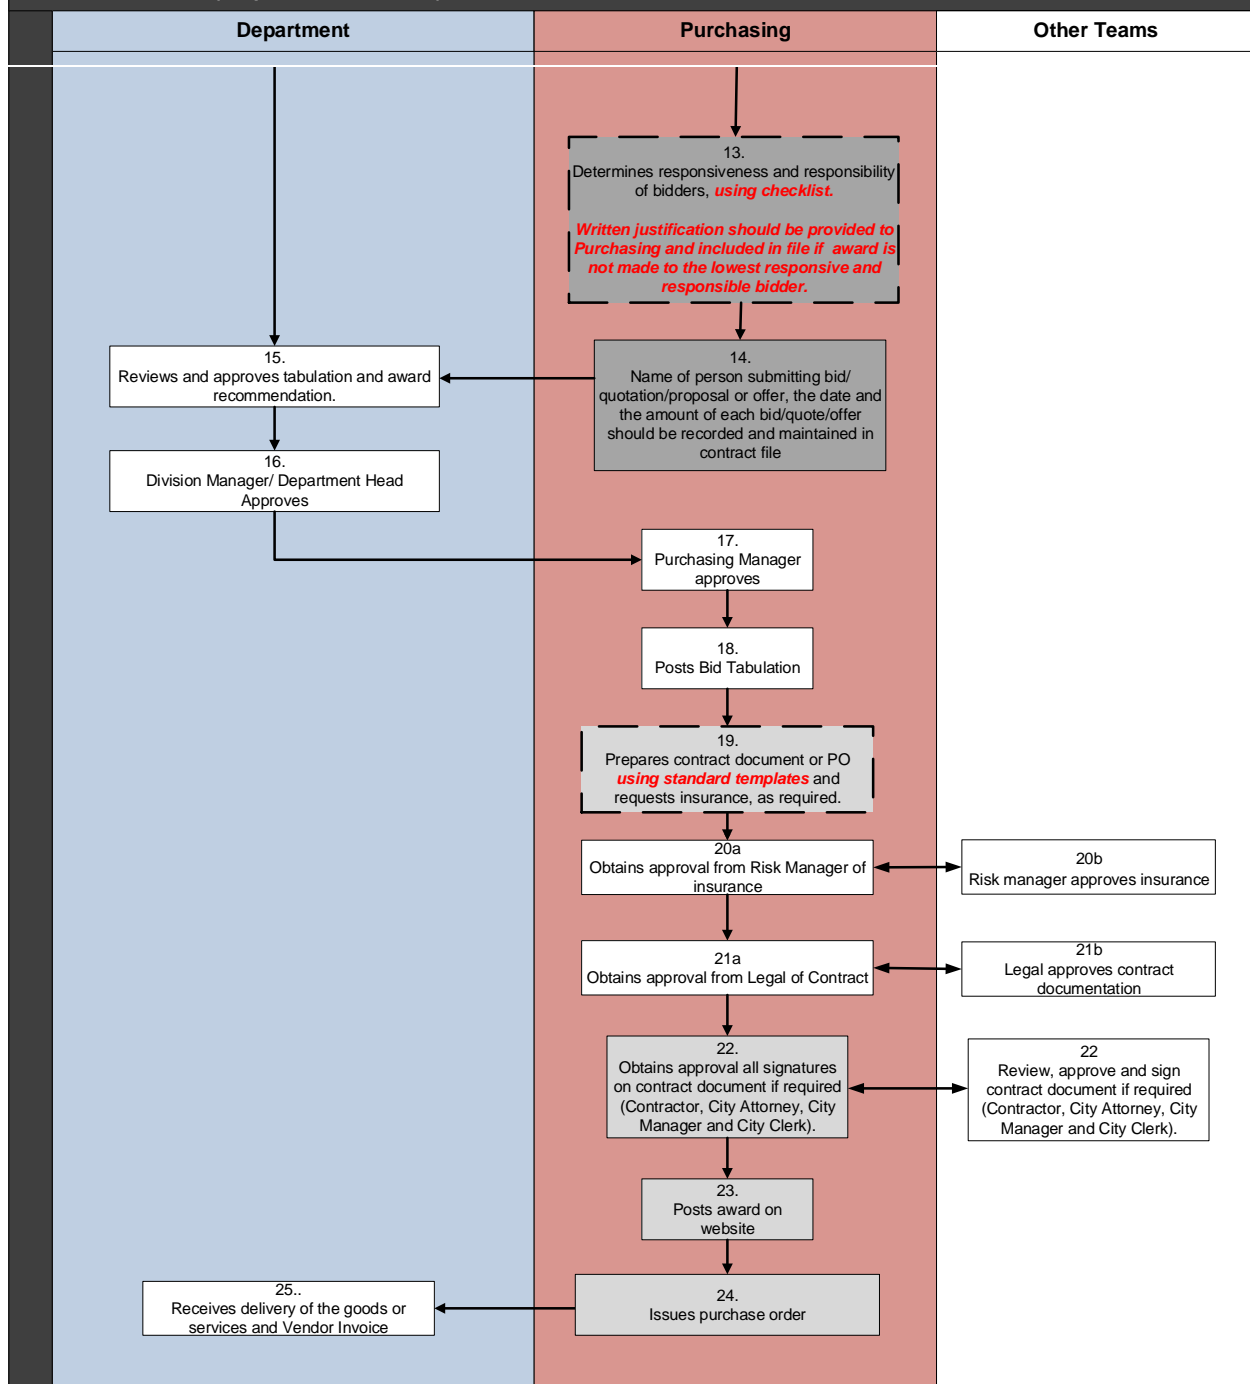 Department
Purchasing
Other Teams
13.
Determines responsiveness and responsibility
of bidders, using checklist.
Written justification should be provided to
Purchasing and included in file if award is
not made to the lowest responsive and
responsible bidder.
14.
Name of person submitting bid/
quotation/proposal or offer, the date and
the amount of each bid/quote/offer
should be recorded and maintained in
contract file
15.
Reviews and approves tabulation and award
recommendation.
16.
Division Manager/ Department Head
Approves
17.
Purchasing Manager
approves
18.
Posts Bid Tabulation
19.
Prepares contract document or PO
using standard templates and
requests insurance, as required.
20a
Obtains approval from Risk Manager of
insurance
20b
Risk manager approves insurance
21a
Obtains approval from Legal of Contract
21b
Legal approves contract
documentation
22.
Obtains approval all signatures
on contract document if required
(Contractor, City Attorney, City
Manager and City Clerk).
22
Review, approve and sign
contract document if required
(Contractor, City Attorney, City
Manager and City Clerk).
23.
Posts award on
website
24.
Issues purchase order
25..
Receives delivery of the goods or
services and Vendor Invoice